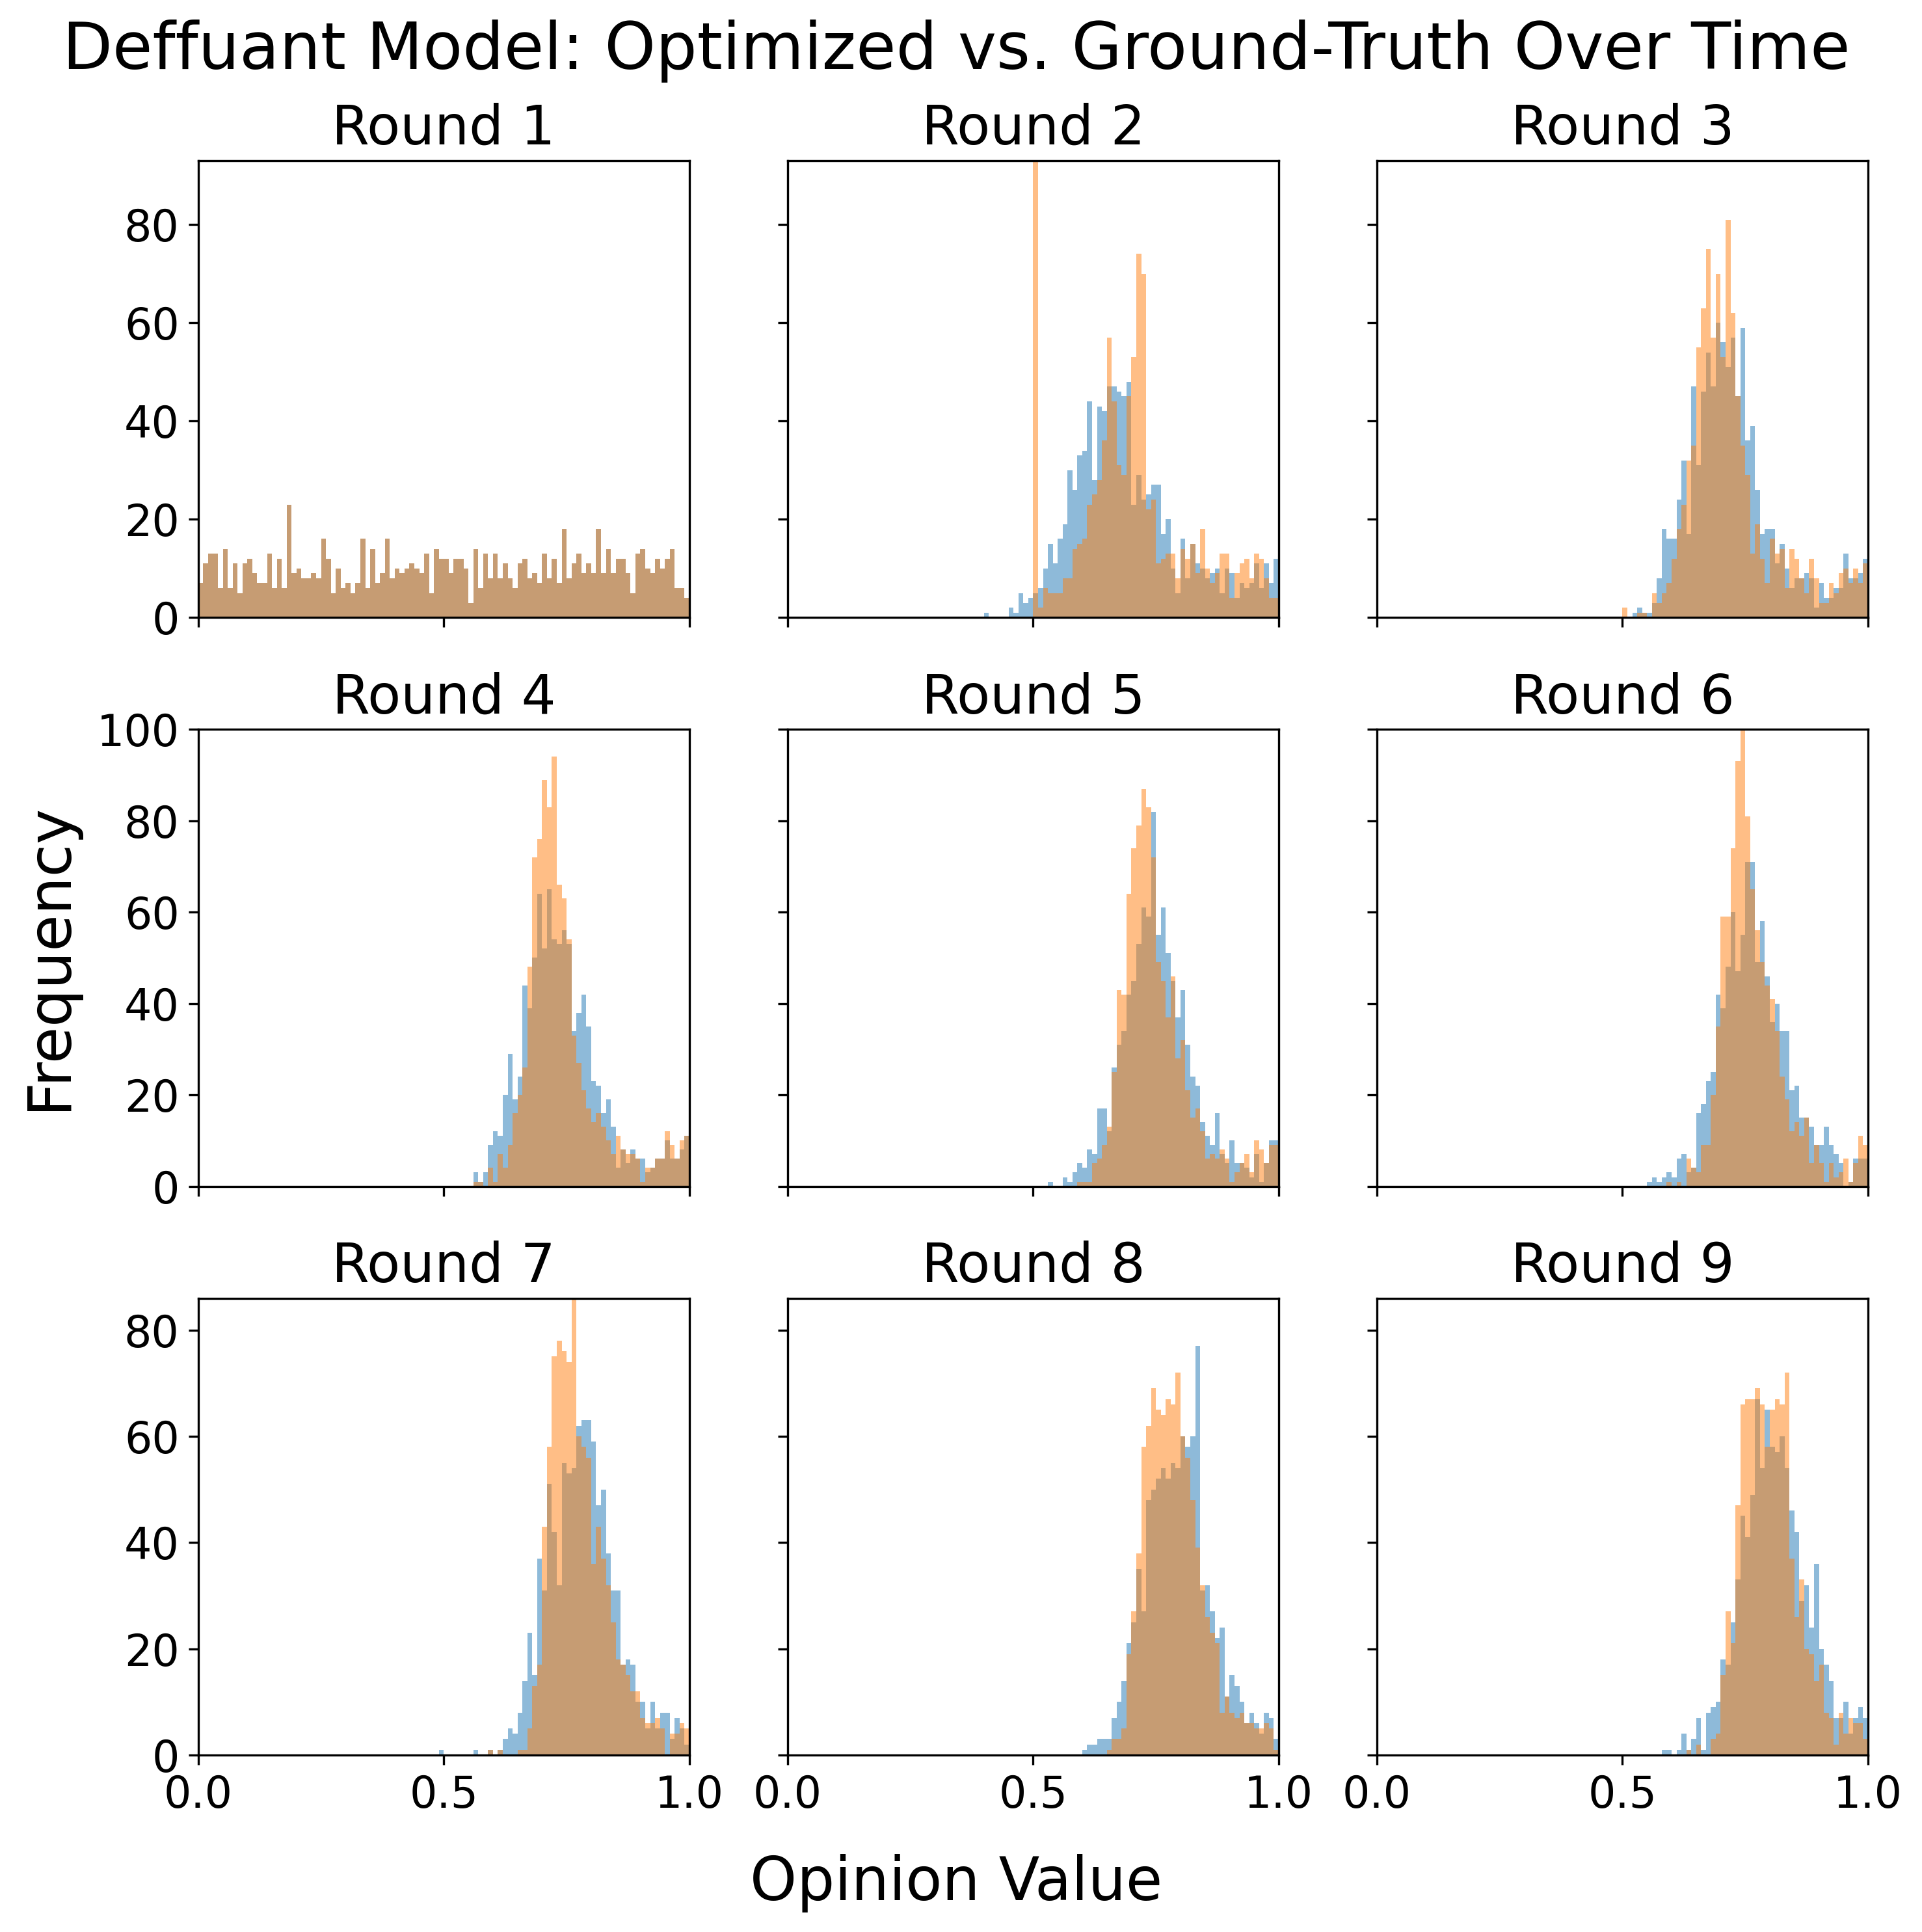 Deffuant Model: Optimized vs. Ground-Truth Over Time
Round 1
Round 2
Round 3
80
60
40
20
0
Round 4
Round 5
Round 6
100
80
60
40
20
0
Frequency
Round 7
Round 8
Round 9
80
60
40
20
0
0.0 0.5 1.0
0.0 0.5 1.0
0.0 0.5 1.0
Opinion Value